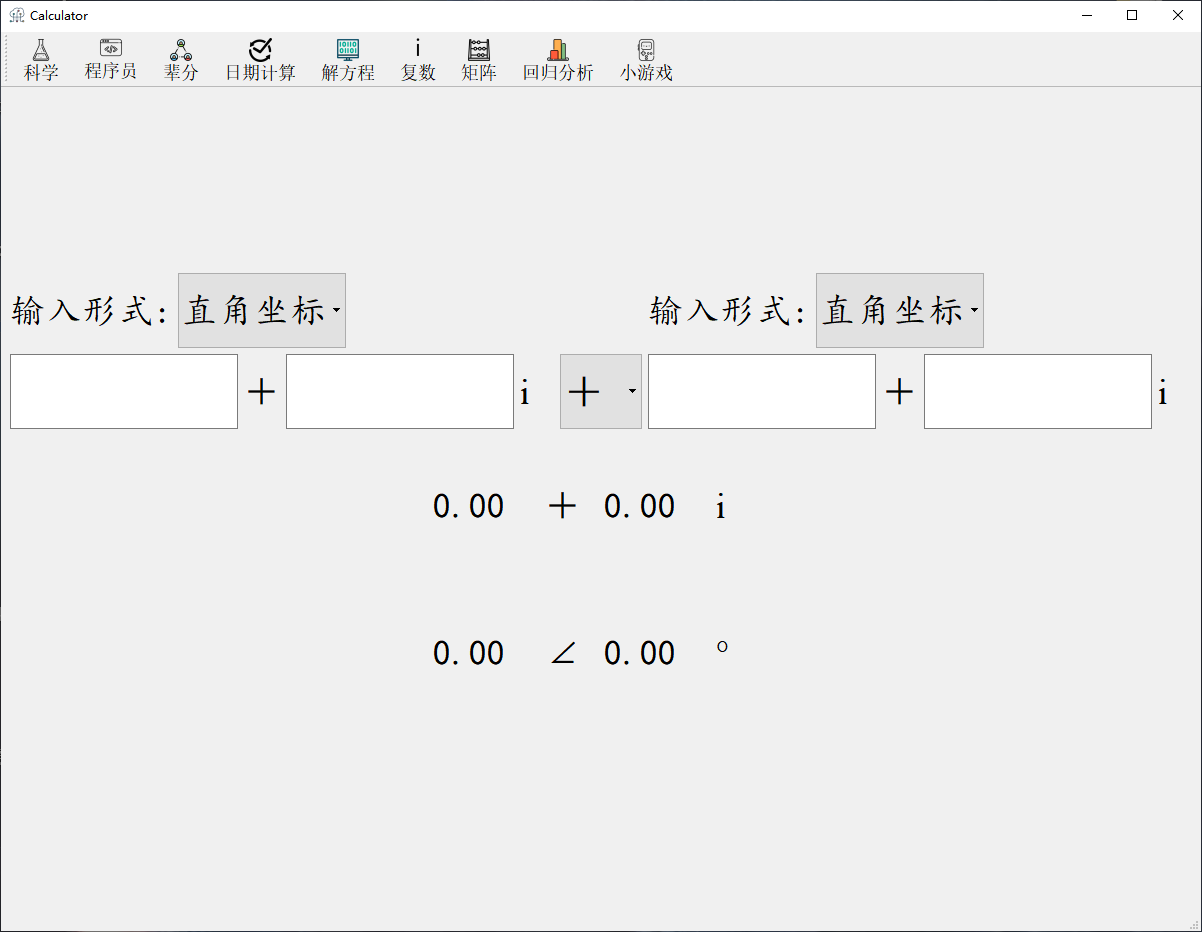 Calculator
科学 程序员 辈分 日期计算 解方程 复数 矩阵 回归分析 小游戏
输入形式: 直角坐标 输入形式: 直角坐标
+ i + + i
0.00 + 0.00 i
0.00 ∠ 0.00 °